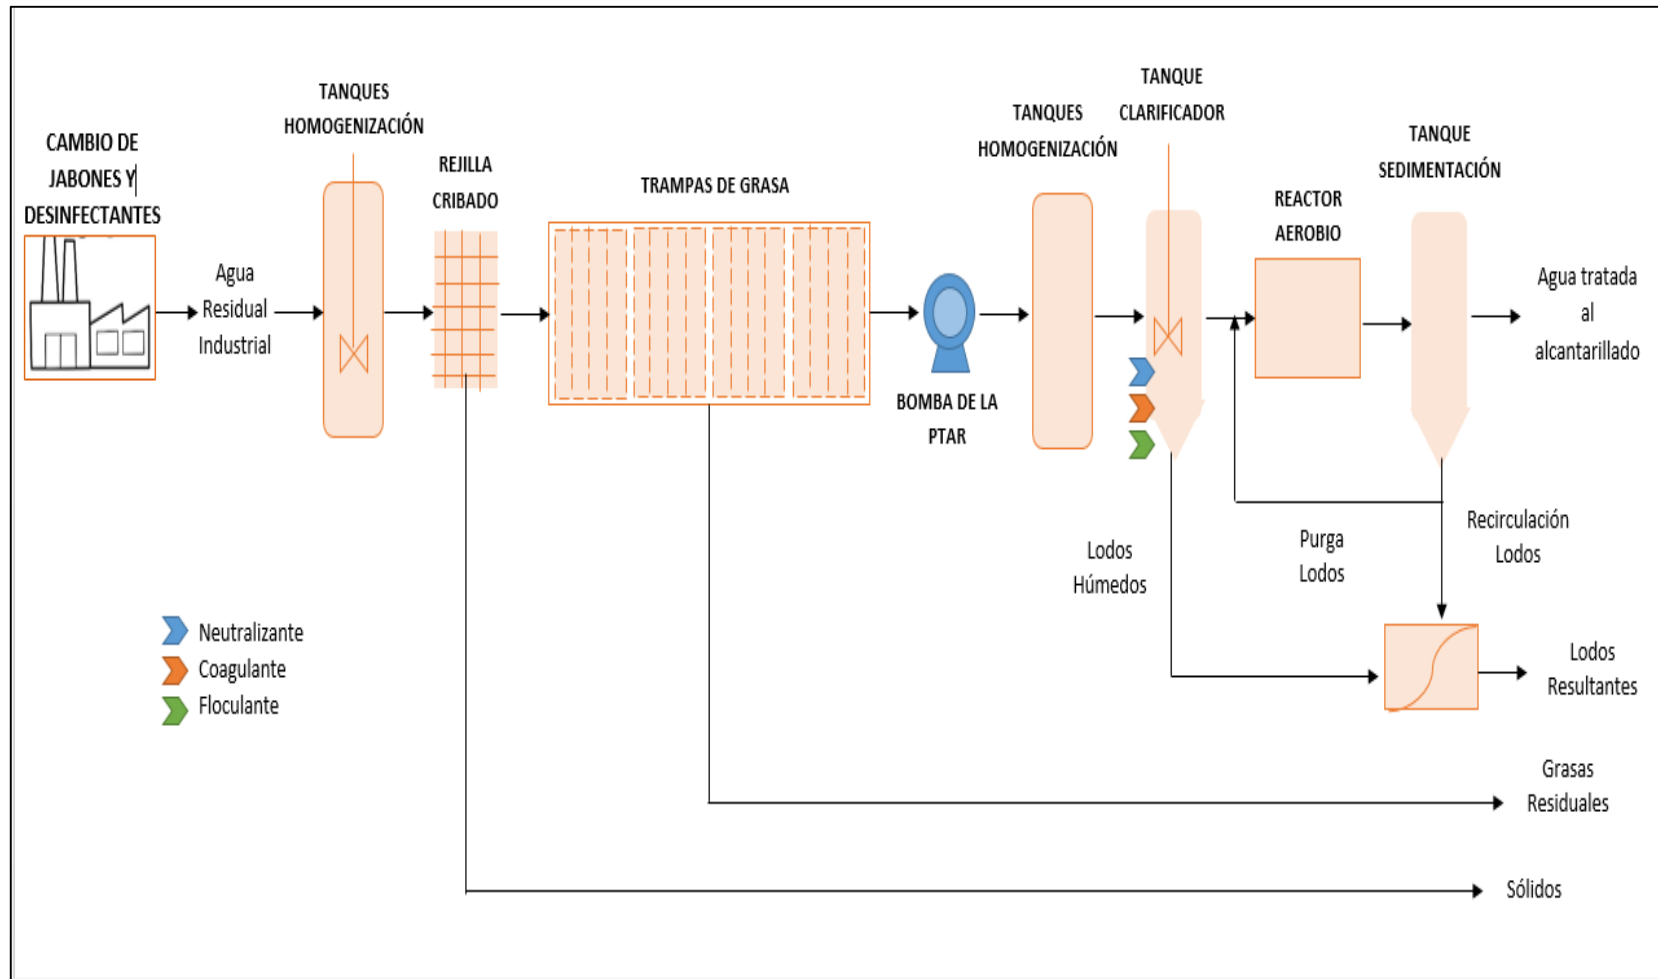 CAMBIO DE
JABONES Y
DESINFECTANTES
Agua
Residual
Industrial
TANQUES
HOMOGENIZACIÓN
REJILLA
CRIBADO
TRAMPAS DE GRASA
BOMBA DE LA
PTAR
TANQUES
HOMOGENIZACIÓN
TANQUE
CLARIFICADOR
REACTOR
AEROBIO
TANQUE
SEDIMENTACIÓN
Agua tratada
al
alcantarillado
Lodos
Húmedos
Purga
Lodos
Recirculación
Lodos
Neutralizante
Coagulante
Floculante
Lodos
Resultantes
Grasas
Residuales
Sólidos